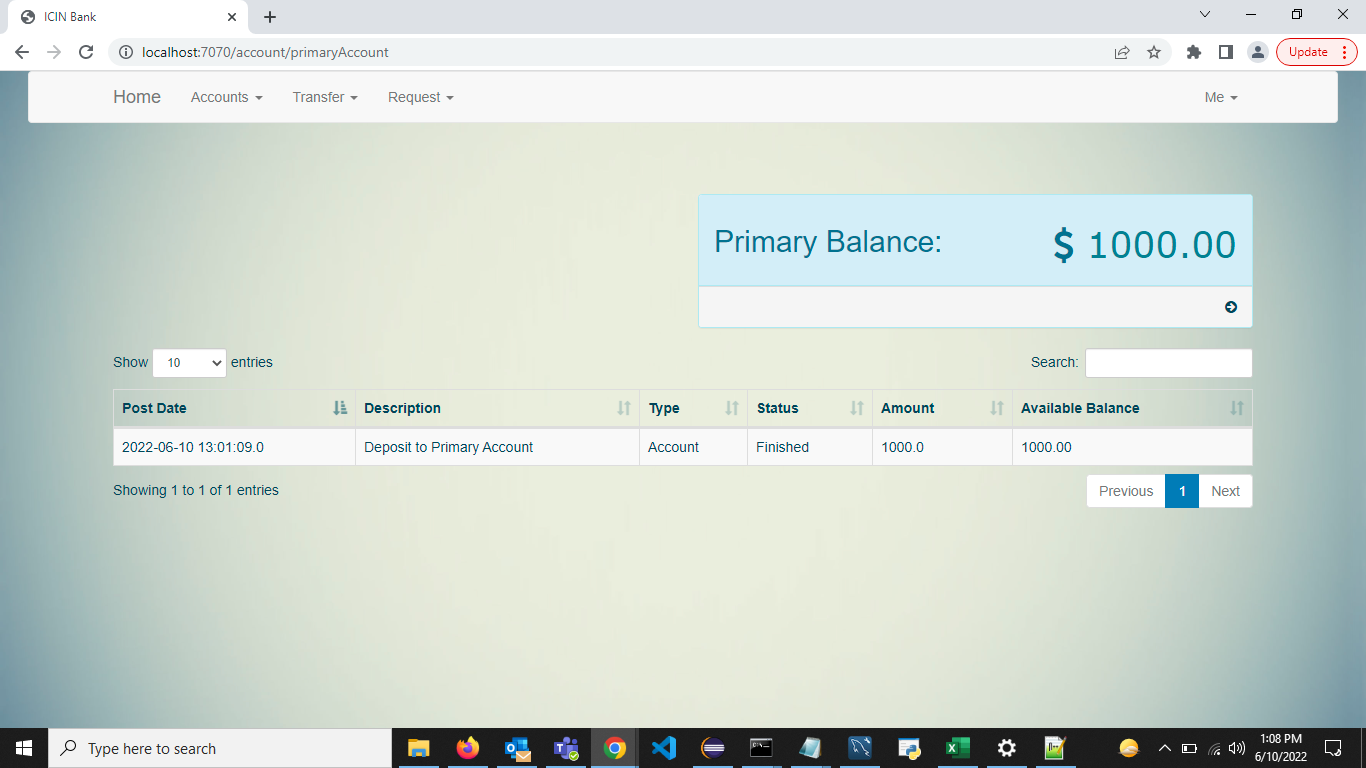 ICIN Bank
localhost:7070/account/primaryAccount
Update
Home Accounts Transfer Request Me
Primary Balance: $ 1000.00
Show 10 entries Search:
Post Date Description Type Status Amount Available Balance
2022-06-10 13:01:09.0 Deposit to Primary Account Account Finished 1000.0 1000.00
Showing 1 to 1 of 1 entries Previous 1 Next
Type here to search
1:08 PM
6/10/2022